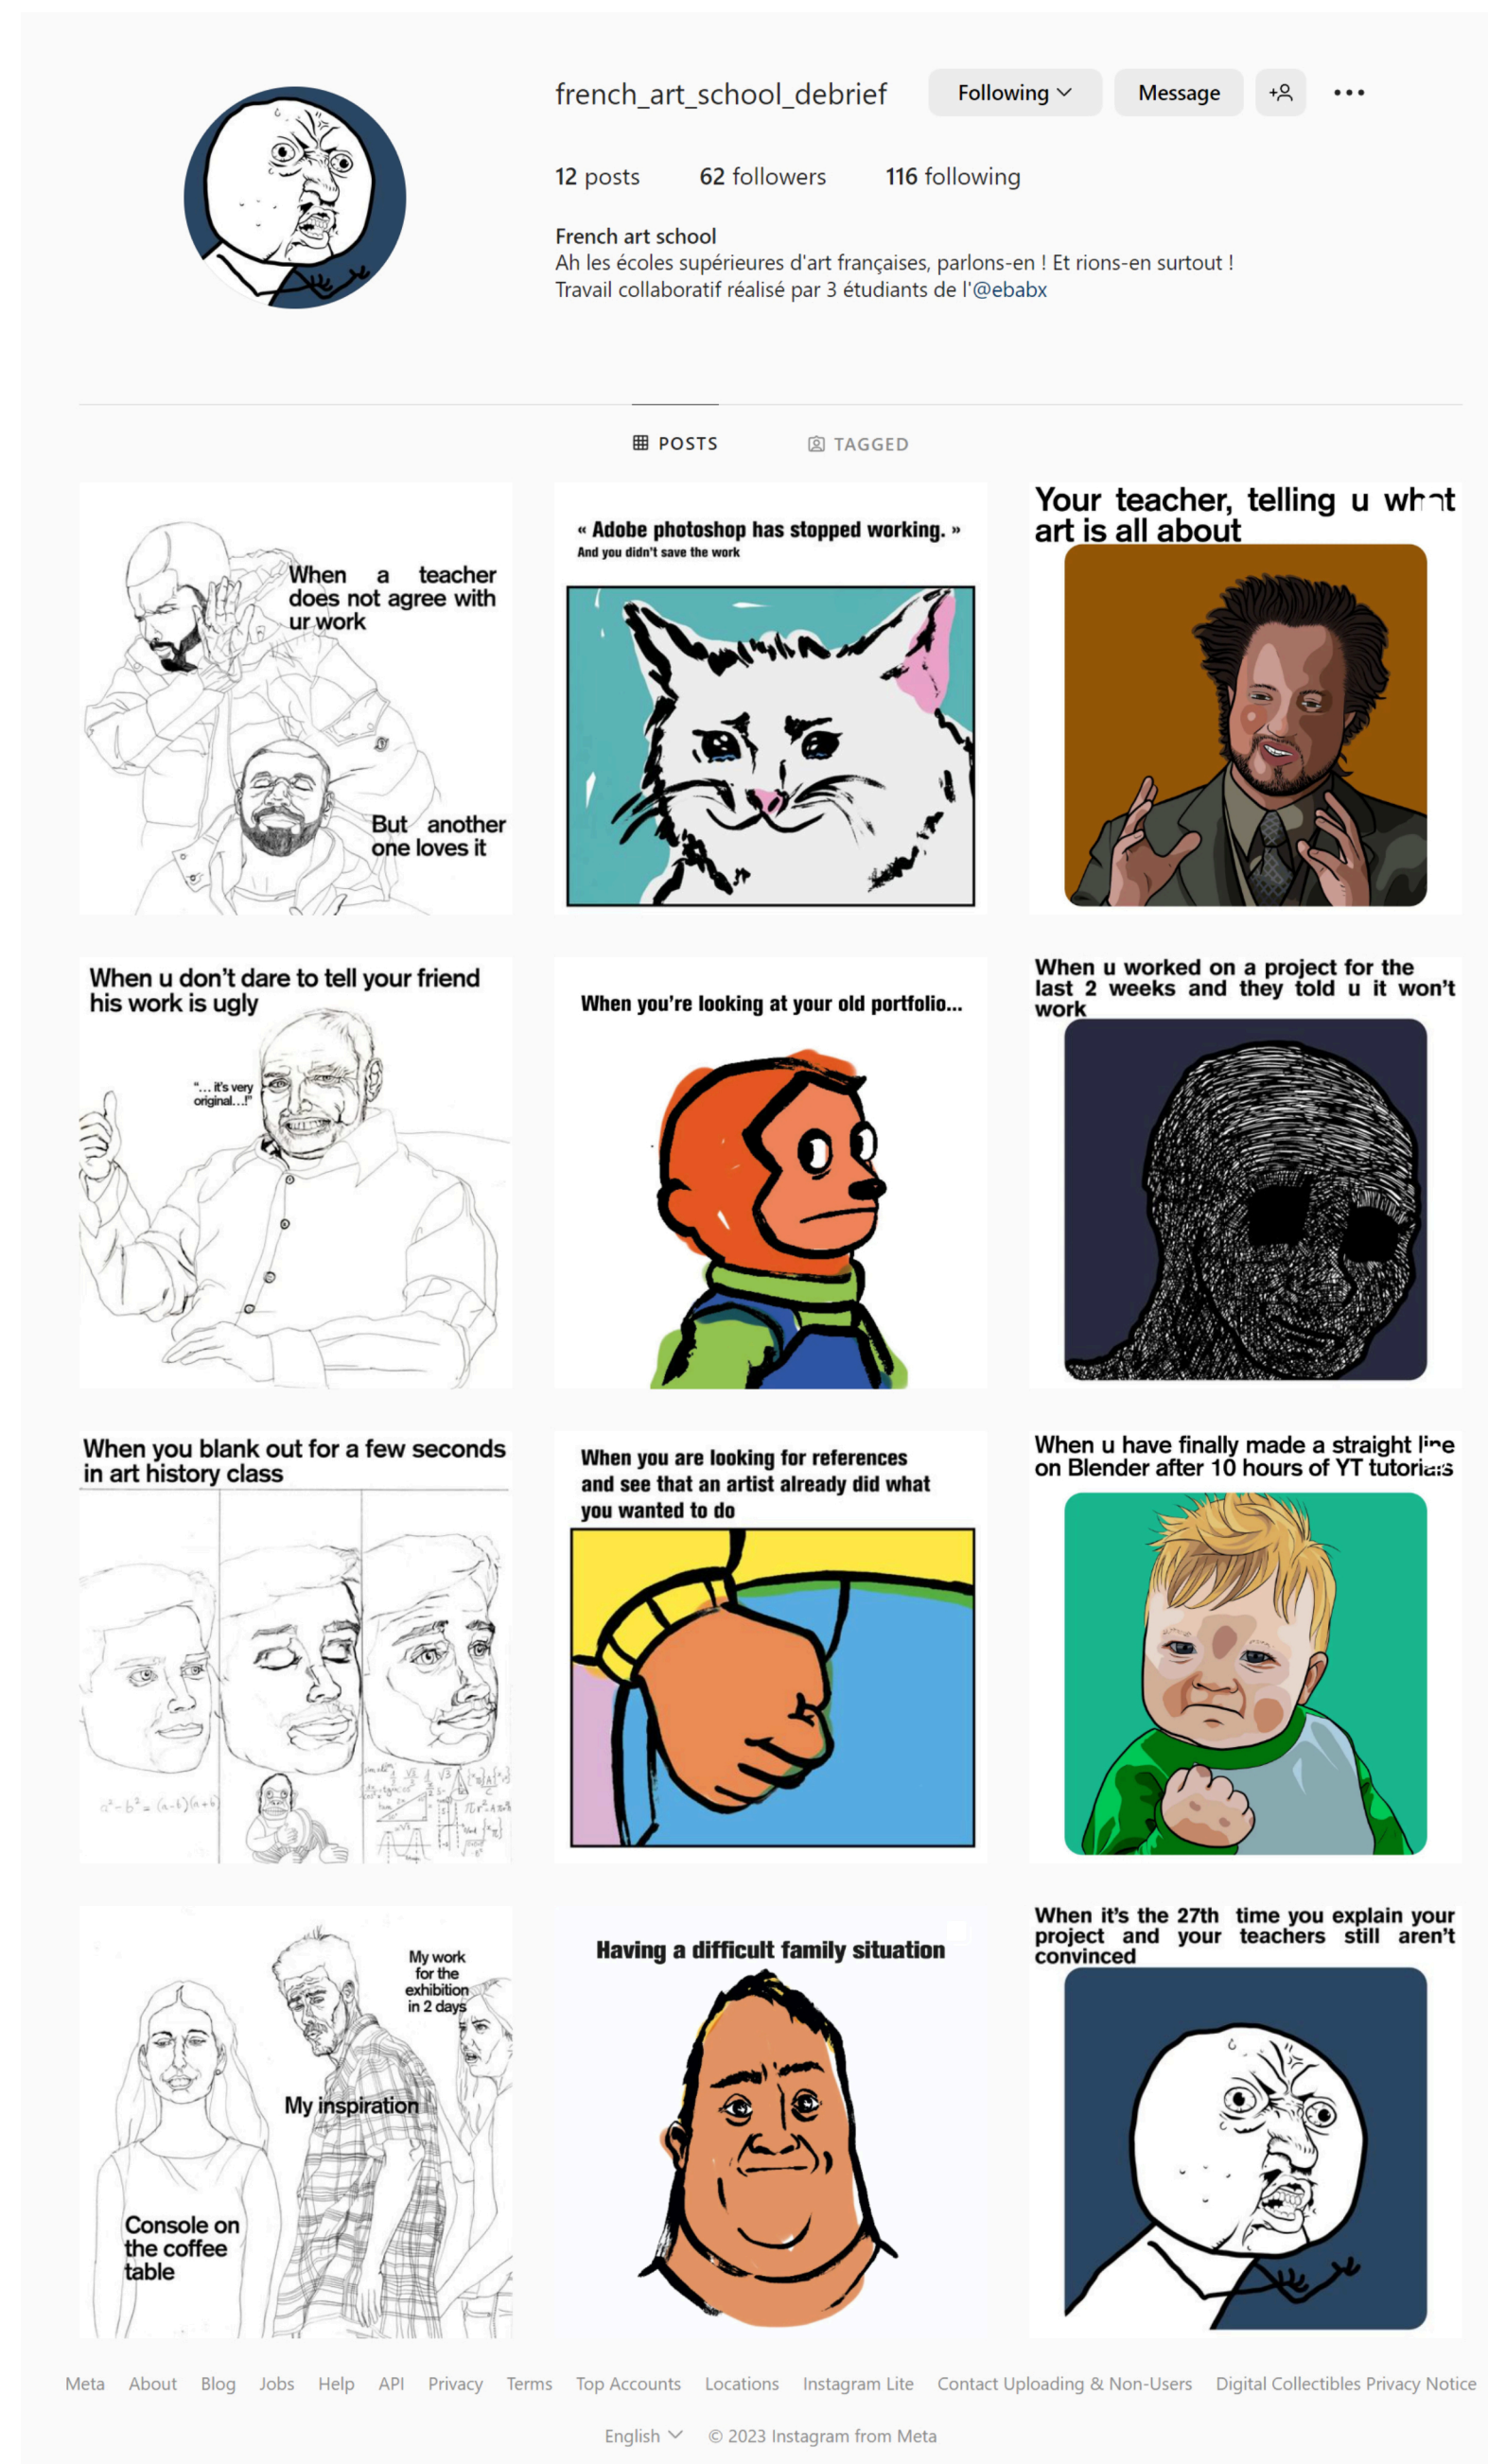 french_art_school_debrief
Following
Message
12 posts
62 followers
116 following
French art school
Ah les écoles supérieures d'art françaises, parlons-en ! Et rions-en surtout !
Travail collaboratif réalisé par 3 étudiants de l'@ebabx
POSTS
TAGGED
When a teacher
does not agree with
ur work
But another
one loves it
« Adobe photoshop has stopped working. »
And you didn't save the work
Your teacher, telling u what
art is all about
When u don't dare to tell your friend
his work is ugly
"... it's very
original...!"
When you're looking at your old portfolio...
When u worked on a project for the
last 2 weeks and they told u it won't
work
When you blank out for a few seconds
in art history class
a² - b² = (a-b)(a+b)
When you are looking for references
and see that an artist already did what
you wanted to do
When u have finally made a straight line
on Blender after 10 hours of YT tutorials
My work
for the
exhibition
in 2 days
My inspiration
Console on
the coffee
table
Having a difficult family situation
When it's the 27th time you explain your
project and your teachers still aren't
convinced
Meta About Blog Jobs Help API Privacy Terms Top Accounts Locations Instagram Lite Contact Uploading & Non-Users Digital Collectibles Privacy Notice
English © 2023 Instagram from Meta